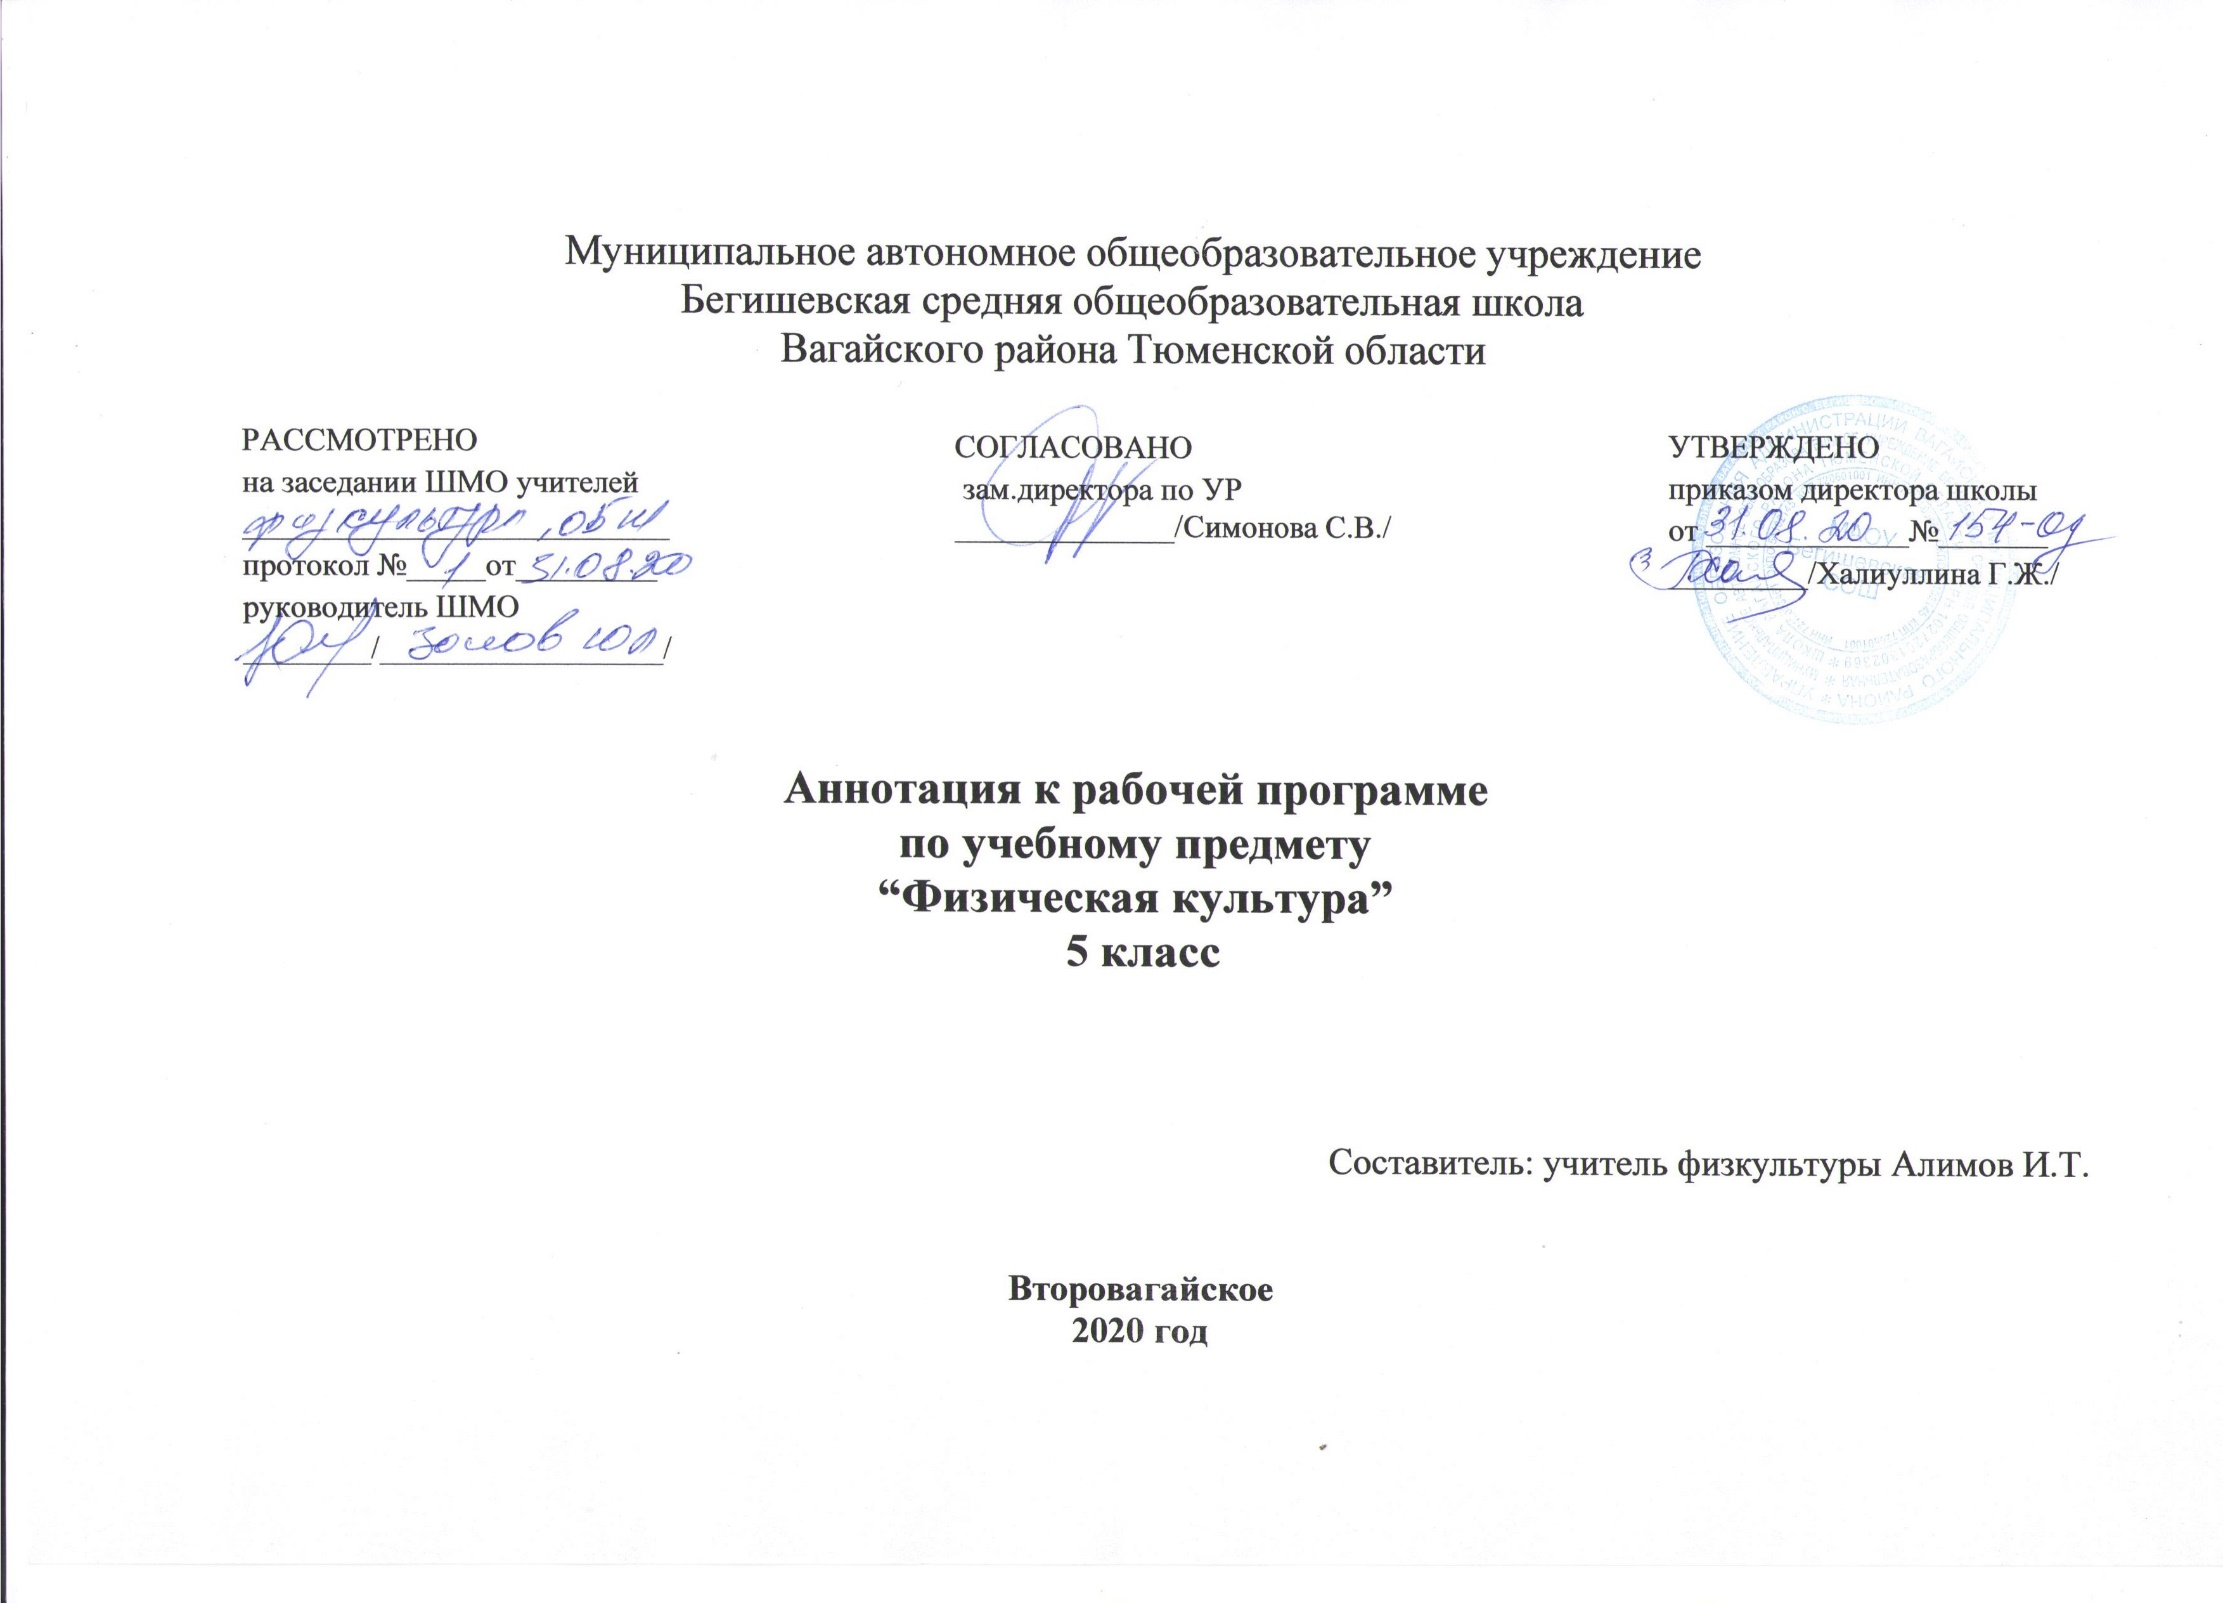 Муниципальное автономное общеобразовательное учреждение
Бегишевская средняя общеобразовательная школа
Вагайского района Тюменской области
РАССМОТРЕНО
на заседании ШМО учителей
физкультуры, ОБЖ
протокол № 1 от 31.08.20
руководитель ШМО
/ /
СОГЛАСОВАНО
зам.директора по УР
/Симонова С.В./
УТВЕРЖДЕНО
приказом директора школы
от 31.08.20 № 154-од
/Халиуллина Г.Ж./
Бегишевская
СОШ
Аннотация к рабочей программе
по учебному предмету
“Физическая культура”
5 класс
Составитель: учитель физкультуры Алимов И.Т.
Второвагайское
2020 год